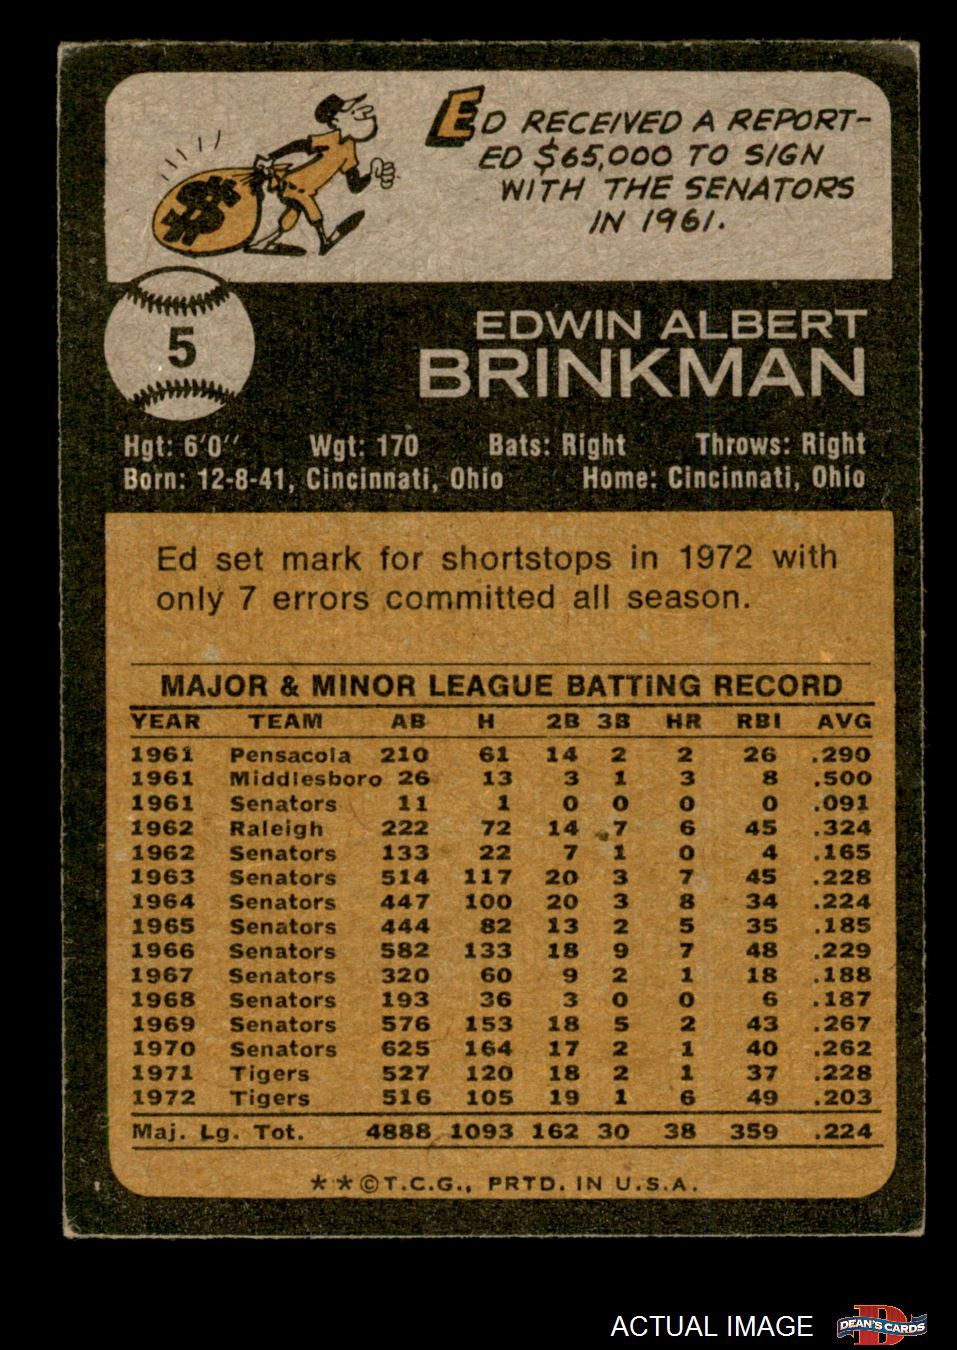 ED RECEIVED A REPORT-
ED $65,000 TO SIGN
WITH THE SENATORS
IN 1961.
5
EDWIN ALBERT
BRINKMAN
Hgt: 6'0'' Wgt: 170 Bats: Right Throws: Right
Born: 12-8-41, Cincinnati, Ohio Home: Cincinnati, Ohio
Ed set mark for shortstops in 1972 with
only 7 errors committed all season.
MAJOR & MINOR LEAGUE BATTING RECORD
YEAR TEAM AB H 2B 3B HR RBI AVG
1961 Pensacola 210 61 14 2 2 26 .290
1961 Middlesboro 26 13 3 1 3 8 .500
1961 Senators 11 1 0 0 0 0 .091
1962 Raleigh 222 72 14 7 6 45 .324
1962 Senators 133 22 7 1 0 4 .165
1963 Senators 514 117 20 3 7 45 .228
1964 Senators 447 100 20 3 8 34 .224
1965 Senators 444 82 13 2 5 35 .185
1966 Senators 582 133 18 9 7 48 .229
1967 Senators 320 60 9 2 1 18 .188
1968 Senators 193 36 3 0 0 6 .187
1969 Senators 576 153 18 5 2 43 .267
1970 Senators 625 164 17 2 1 40 .262
1971 Tigers 527 120 18 2 1 37 .228
1972 Tigers 516 105 19 1 6 49 .203
Maj. Lg. Tot. 4888 1093 162 30 38 359 .224
**©T.C.G., PRTD. IN U.S.A.
ACTUAL IMAGE
DEAN'S CARDS